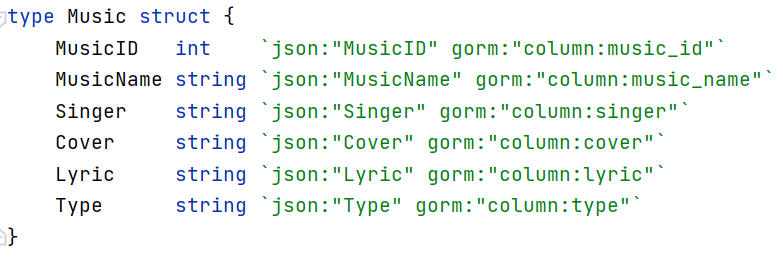 type Music struct {
    MusicID   int    `json:"MusicID" gorm:"column:music_id"`
    MusicName string `json:"MusicName" gorm:"column:music_name"`
    Singer    string `json:"Singer" gorm:"column:singer"`
    Cover     string `json:"Cover" gorm:"column:cover"`
    Lyric     string `json:"Lyric" gorm:"column:lyric"`
    Type      string `json:"Type" gorm:"column:type"`
}